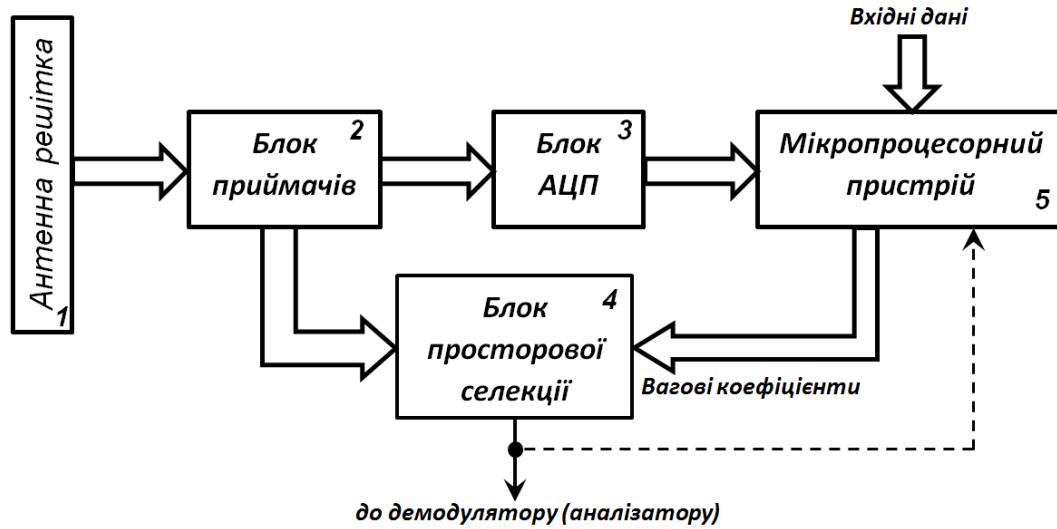 Вхідні дані
Антенна решітка
1
2
Блок
приймачів
3
Блок
АЦП
Мікропроцесорний
пристрій
5
4
Блок
просторової
селекції
Вагові коефіцієнти
до демодулятору (аналізатору)